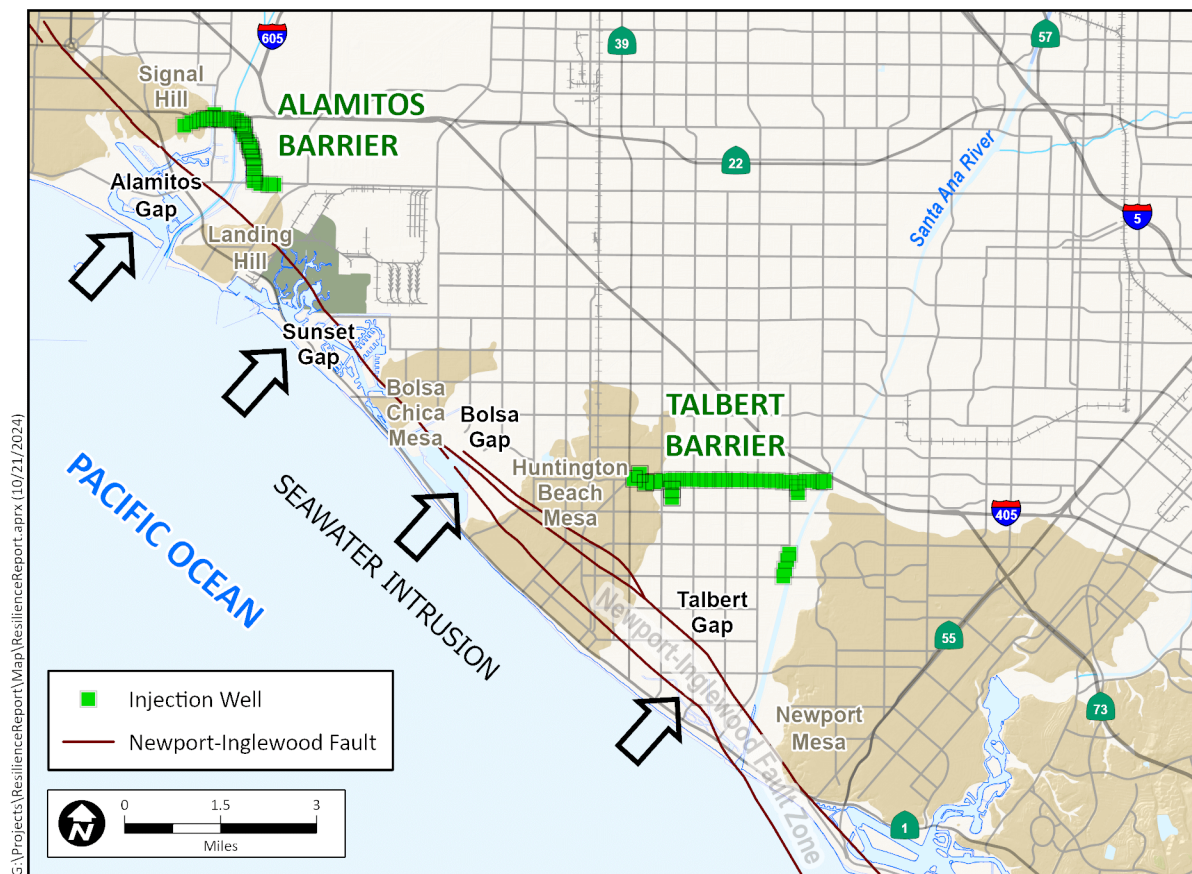 605
39
57
Signal
Hill
ALAMITOS
BARRIER
22
Santa Ana River
5
Alamitos
Gap
Landing
Hill
Sunset
Gap
Bolsa
Chica
Mesa
Bolsa
Gap
TALBERT
BARRIER
Huntington
Beach
Mesa
405
PACIFIC OCEAN
SEAWATER INTRUSION
Talbert
Gap
Newport-Inglewood Fault Zone
55
73
Newport
Mesa
1
Injection Well
Newport-Inglewood Fault
0 1.5 3
Miles
N
G:\Projects\ResilienceReport\Map\ResilienceReport.aprx (10/21/2024)